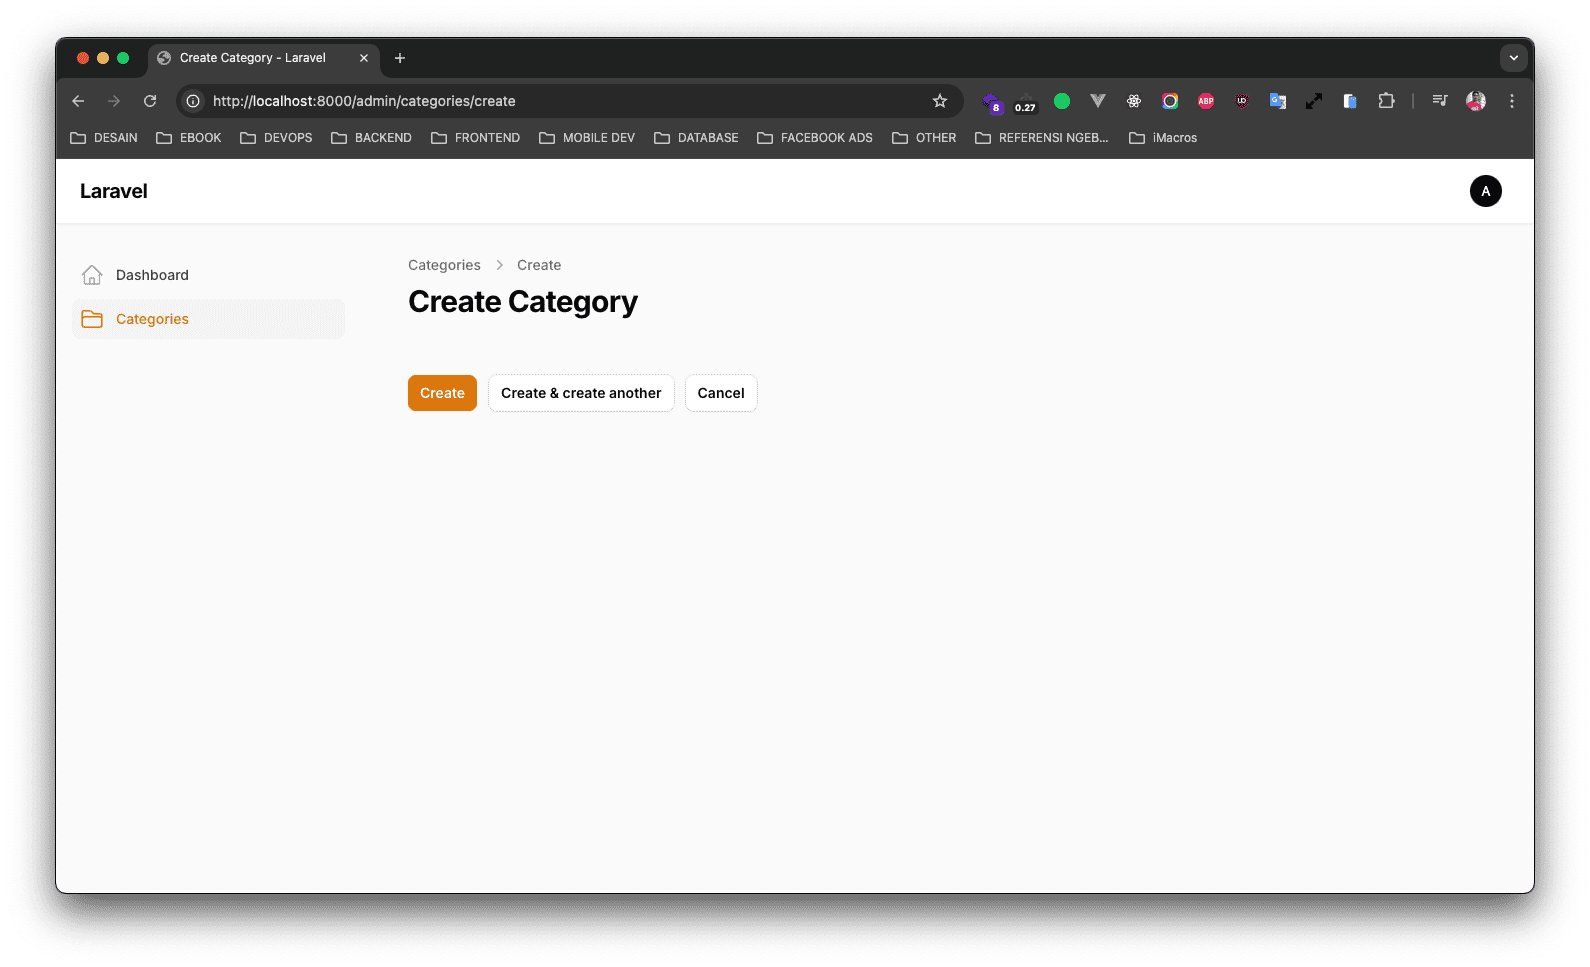 Create Category - Laravel
http://localhost:8000/admin/categories/create
8
0.27
ABP
DESAIN
EBOOK
DEVOPS
BACKEND
FRONTEND
MOBILE DEV
DATABASE
FACEBOOK ADS
OTHER
REFERENSI NGEB...
iMacros
Laravel
A
Dashboard
Categories
Categories
Create
Create Category
Create
Create & create another
Cancel